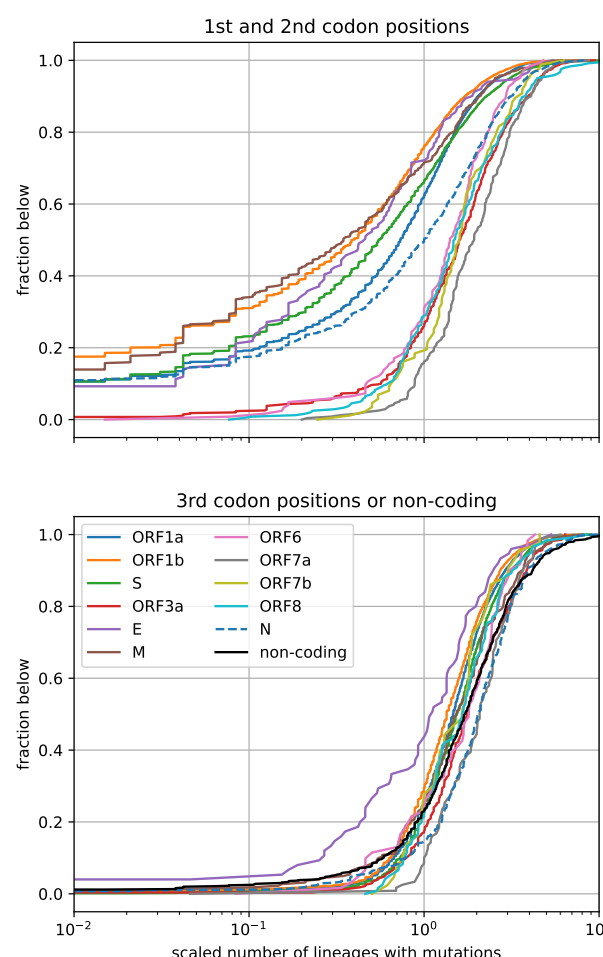 1st and 2nd codon positions
1.0
0.8
0.6
0.4
0.2
0.0
fraction below
3rd codon positions or non-coding
ORF1a
ORF1b
S
ORF3a
E
M
ORF6
ORF7a
ORF7b
ORF8
N
non-coding
1.0
0.8
0.6
0.4
0.2
0.0
fraction below
10⁻² 10⁻¹ 10⁰ 10
scaled number of lineages with mutations